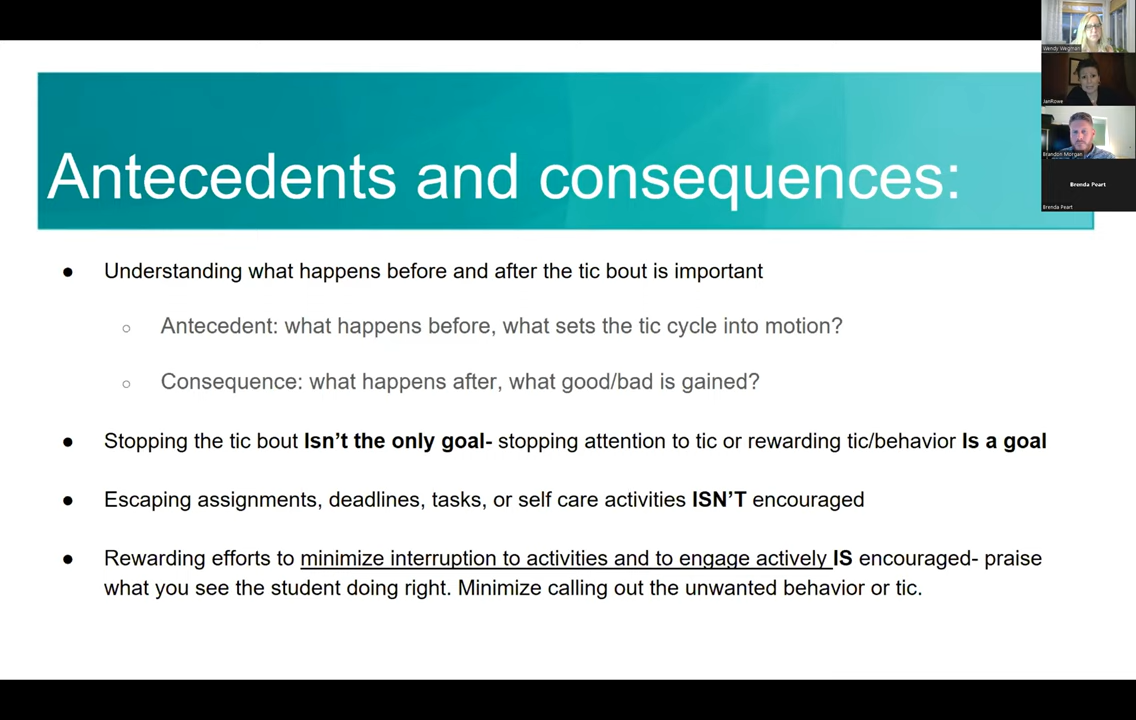 Antecedents and consequences:
● Understanding what happens before and after the tic bout is important
○ Antecedent: what happens before, what sets the tic cycle into motion?
○ Consequence: what happens after, what good/bad is gained?
● Stopping the tic bout Isn’t the only goal- stopping attention to tic or rewarding tic/behavior Is a goal
● Escaping assignments, deadlines, tasks, or self care activities ISN’T encouraged
● Rewarding efforts to minimize interruption to activities and to engage actively IS encouraged- praise
what you see the student doing right. Minimize calling out the unwanted behavior or tic.
Wendy Wegman
JanRowe
Brandon Morgan
Brenda Peart
Brenda Peart